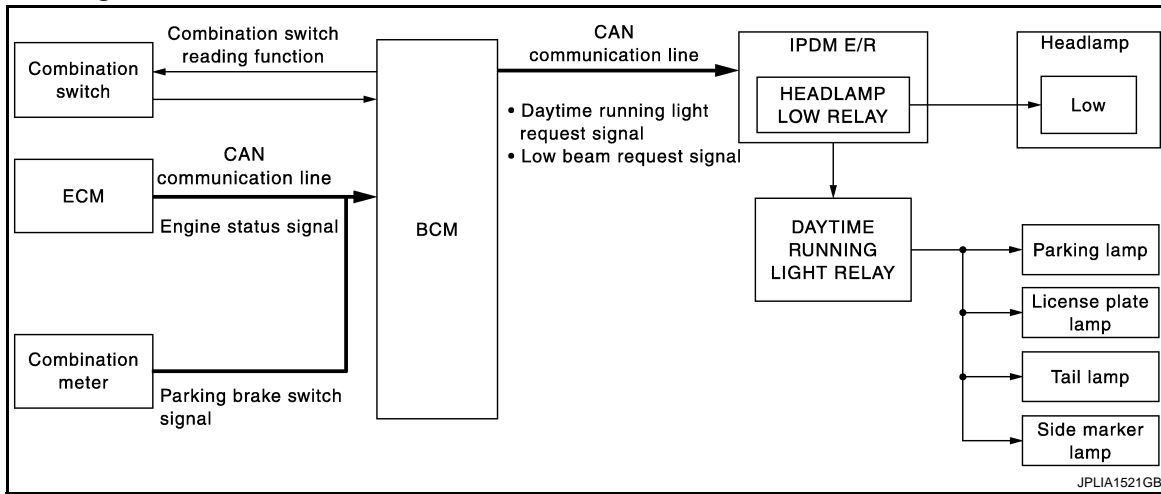 Combination switch
reading function
Combination
switch
CAN
communication line
ECM
Engine status signal
Combination
meter
Parking brake switch
signal
BCM
CAN
communication line
• Daytime running light
request signal
• Low beam request signal
IPDM E/R
HEADLAMP
LOW RELAY
Headlamp
Low
DAYTIME
RUNNING
LIGHT RELAY
Parking lamp
License plate
lamp
Tail lamp
Side marker
lamp
JPLIA1521GB